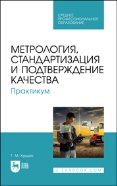 СРЕДНЕЕ
ПРОФЕССИОНАЛЬНОЕ
ОБРАЗОВАНИЕ
МЕТРОЛОГИЯ,
СТАНДАРТИЗАЦИЯ
И ПОДТВЕРЖДЕНИЕ
КАЧЕСТВА
Практикум